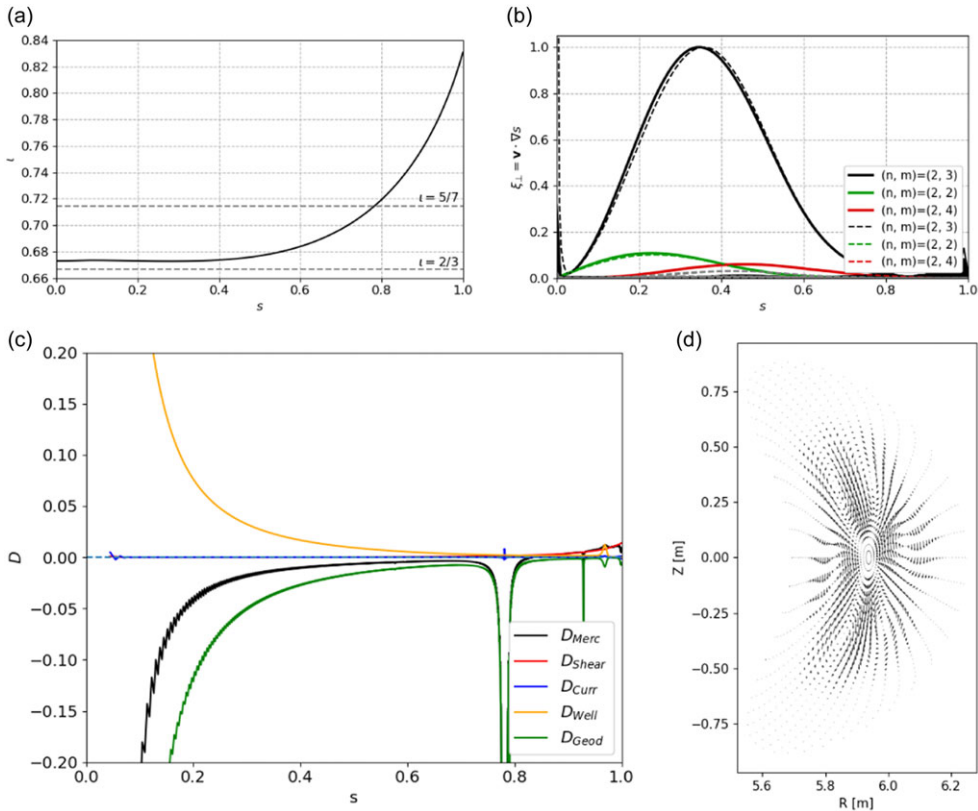 (a)
0.84
0.82
0.80
0.78
0.76
0.74
0.72
0.70
0.68
0.66
ι
ι = 5/7
ι = 2/3
0.0 0.2 0.4 0.6 0.8 1.0
s
(b)
1.0
0.8
0.6
0.4
0.2
0.0
ξ⊥ = v · ∇s
(n, m)=(2, 3)
(n, m)=(2, 2)
(n, m)=(2, 4)
(n, m)=(2, 3)
(n, m)=(2, 2)
(n, m)=(2, 4)
0.0 0.2 0.4 0.6 0.8 1.0
s
(c)
0.20
0.15
0.10
0.05
0.00
−0.05
−0.10
−0.15
−0.20
D
D_Merc
D_Shear
D_Curr
D_Well
D_Geod
0.0 0.2 0.4 0.6 0.8 1.0
s
(d)
0.75
0.50
0.25
0.00
−0.25
−0.50
−0.75
Z [m]
5.6 5.8 6.0 6.2
R [m]